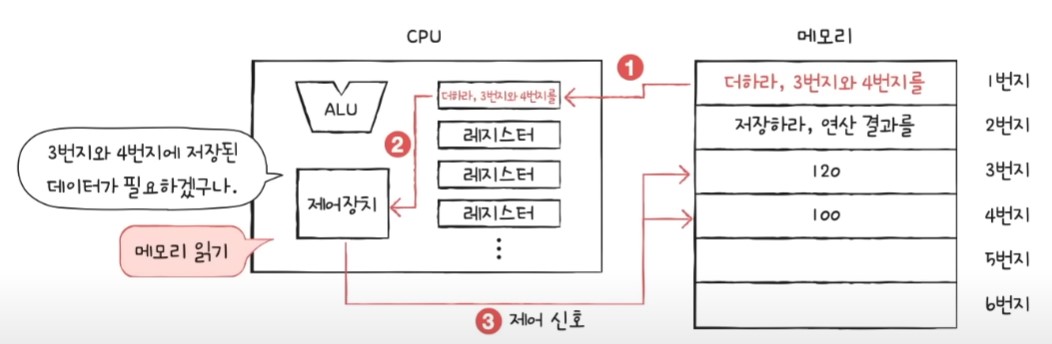 CPU
메모리
ALU
더하라, 3번지와 4번지를
레지스터
레지스터
레지스터
⋮
제어장치
3번지와 4번지에 저장된
데이터가 필요하겠구나.
메모리 읽기
1
2
3 제어 신호
더하라, 3번지와 4번지를
1번지
저장하라, 연산 결과를
2번지
120
3번지
100
4번지
5번지
6번지